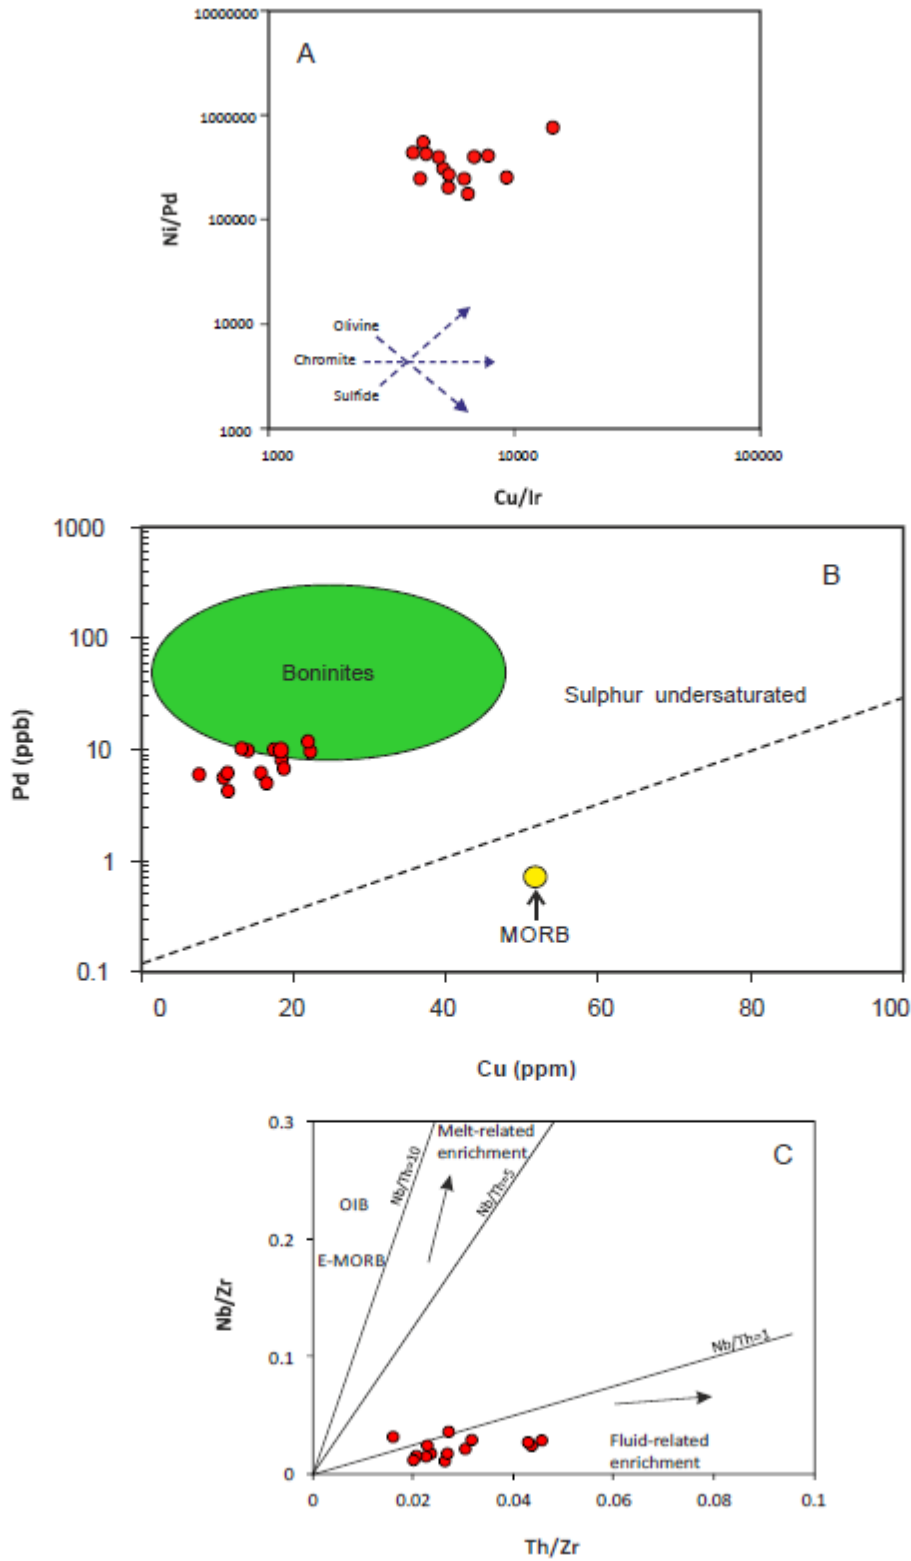 10000000
A
1000000
Ni/Pd
100000
10000
Olivine
Chromite
Sulfide
1000
1000
10000
100000
Cu/Ir
1000
B
100
Boninites
Sulphur undersaturated
Pd (ppb)
10
1
MORB
0.1
0
20
40
60
80
100
Cu (ppm)
0.3
Melt-related
enrichment
C
Nb/Th=10
Nb/Th=5
OIB
0.2
E-MORB
Nb/Zr
Nb/Th=1
0.1
Fluid-related
enrichment
0
0
0.02
0.04
0.06
0.08
0.1
Th/Zr